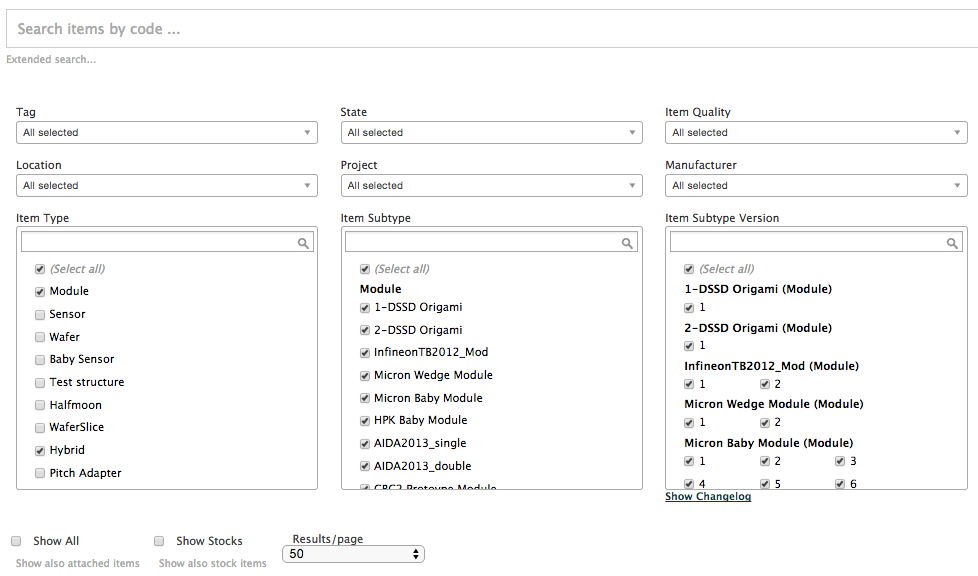 Search items by code ...
Extended search...
Tag
State
Item Quality
All selected
All selected
All selected
Location
Project
Manufacturer
All selected
All selected
All selected
Item Type
(Select all)
Module
Sensor
Wafer
Baby Sensor
Test structure
Halfmoon
WaferSlice
Hybrid
Pitch Adapter
Item Subtype
(Select all)
Module
1-DSSD Origami
2-DSSD Origami
InfineonTB2012_Mod
Micron Wedge Module
Micron Baby Module
HPK Baby Module
AIDA2013_single
AIDA2013_double
CBC2 Protoype Module
Item Subtype Version
(Select all)
1-DSSD Origami (Module)
1
2-DSSD Origami (Module)
1
InfineonTB2012_Mod (Module)
1 2
Micron Wedge Module (Module)
1 2
Micron Baby Module (Module)
1 2 3
4 5 6
Show Changelog
Show All
Show also attached items
Show Stocks
Show also stock items
Results/page
50